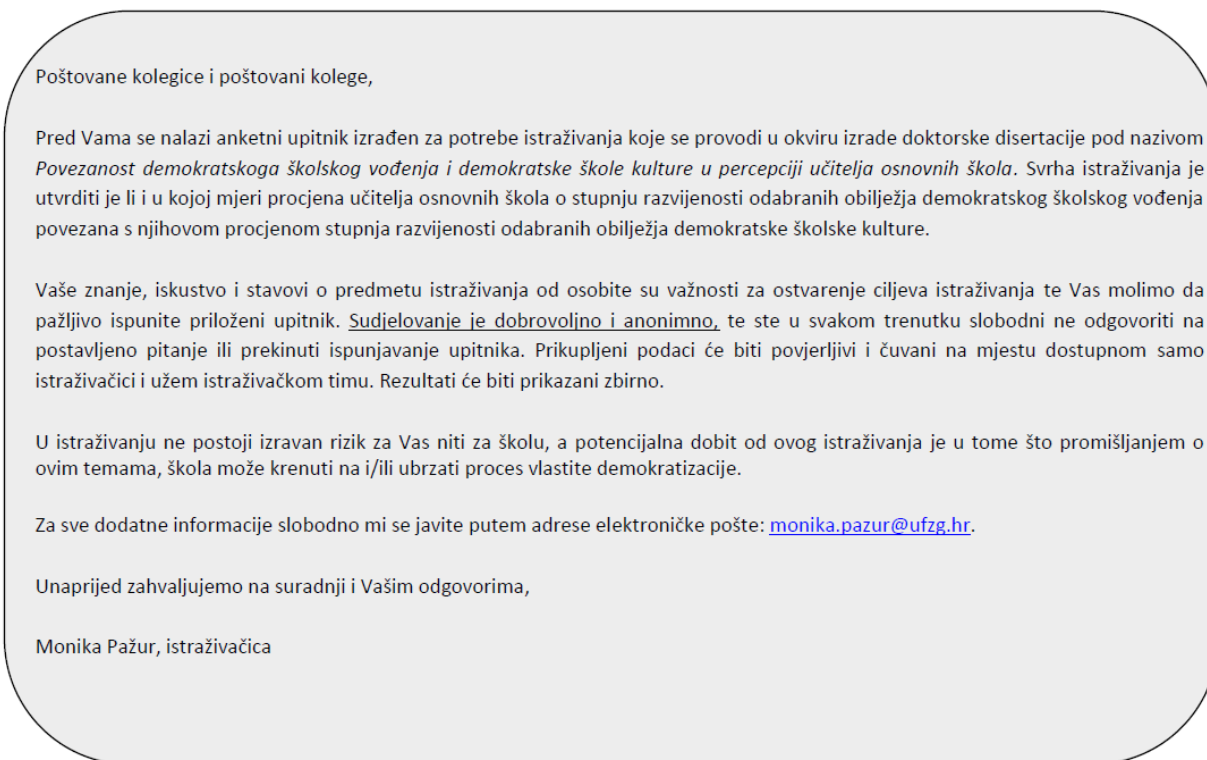 Poštovane kolegice i poštovani kolege,
Pred Vama se nalazi anketni upitnik izrađen za potrebe istraživanja koje se provodi u okviru izrade doktorske disertacije pod nazivom
Povezanost demokratskoga školskog vođenja i demokratske škole kulture u percepciji učitelja osnovnih škola. Svrha istraživanja je
utvrditi je li i u kojoj mjeri procjena učitelja osnovnih škola o stupnju razvijenosti odabranih obilježja demokratskog školskog vođenja
povezana s njihovom procjenom stupnja razvijenosti odabranih obilježja demokratske školske kulture.
Vaše znanje, iskustvo i stavovi o predmetu istraživanja od osobite su važnosti za ostvarenje ciljeva istraživanja te Vas molimo da
pažljivo ispunite priloženi upitnik. Sudjelovanje je dobrovoljno i anonimno, te ste u svakom trenutku slobodni ne odgovoriti na
postavljeno pitanje ili prekinuti ispunjavanje upitnika. Prikupljeni podaci će biti povjerljivi i čuvani na mjestu dostupnom samo
istraživačici i užem istraživačkom timu. Rezultati će biti prikazani zbirno.
U istraživanju ne postoji izravan rizik za Vas niti za školu, a potencijalna dobit od ovog istraživanja je u tome što promišljanjem o
ovim temama, škola može krenuti na i/ili ubrzati proces vlastite demokratizacije.
Za sve dodatne informacije slobodno mi se javite putem adrese elektroničke pošte: monika.pazur@ufzg.hr.
Unaprijed zahvaljujemo na suradnji i Vašim odgovorima,
Monika Pažur, istraživačica